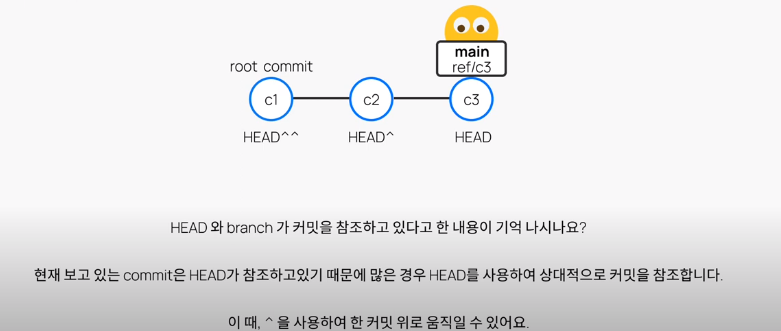 main
ref/c3
root commit
c1
c2
c3
HEAD^^
HEAD^
HEAD
HEAD 와 branch 가 커밋을 참조하고 있다고 한 내용이 기억 나시나요?
현재 보고 있는 commit은 HEAD가 참조하고있기 때문에 많은 경우 HEAD를 사용하여 상대적으로 커밋을 참조합니다.
이 때, ^ 을 사용하여 한 커밋 위로 움직일 수 있어요.